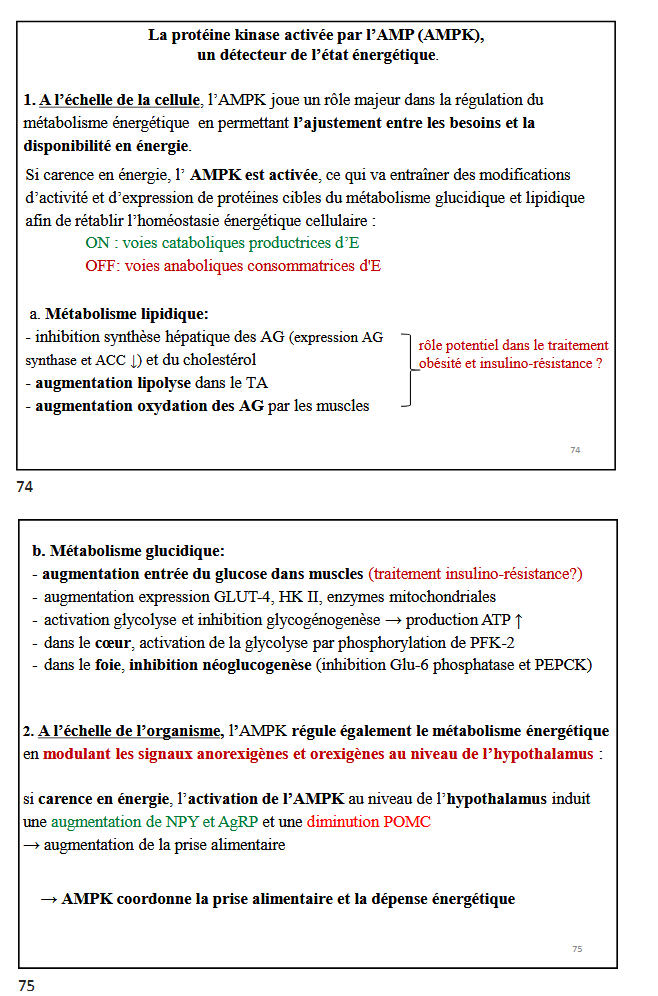 La protéine kinase activée par l'AMP (AMPK),
un détecteur de l'état énergétique.
1. A l'échelle de la cellule, l'AMPK joue un rôle majeur dans la régulation du
métabolisme énergétique en permettant l'ajustement entre les besoins et la
disponibilité en énergie.
Si carence en énergie, l' AMPK est activée, ce qui va entraîner des modifications
d'activité et d'expression de protéines cibles du métabolisme glucidique et lipidique
afin de rétablir l'homéostasie énergétique cellulaire :
ON : voies cataboliques productrices d'E
OFF: voies anaboliques consommatrices d'E
a. Métabolisme lipidique:
- inhibition synthèse hépatique des AG (expression AG
synthase et ACC ↓) et du cholestérol
- augmentation lipolyse dans le TA
- augmentation oxydation des AG par les muscles
rôle potentiel dans le traitement
obésité et insulino-résistance ?
74
74
b. Métabolisme glucidique:
- augmentation entrée du glucose dans muscles (traitement insulino-résistance?)
- augmentation expression GLUT-4, HK II, enzymes mitochondriales
- activation glycolyse et inhibition glycogénogenèse → production ATP ↑
- dans le cœur, activation de la glycolyse par phosphorylation de PFK-2
- dans le foie, inhibition néoglucogenèse (inhibition Glu-6 phosphatase et PEPCK)
2. A l'échelle de l'organisme, l'AMPK régule également le métabolisme énergétique
en modulant les signaux anorexigènes et orexigènes au niveau de l'hypothalamus :
si carence en énergie, l'activation de l'AMPK au niveau de l'hypothalamus induit
une augmentation de NPY et AgRP et une diminution POMC
→ augmentation de la prise alimentaire
→ AMPK coordonne la prise alimentaire et la dépense énergétique
75
75